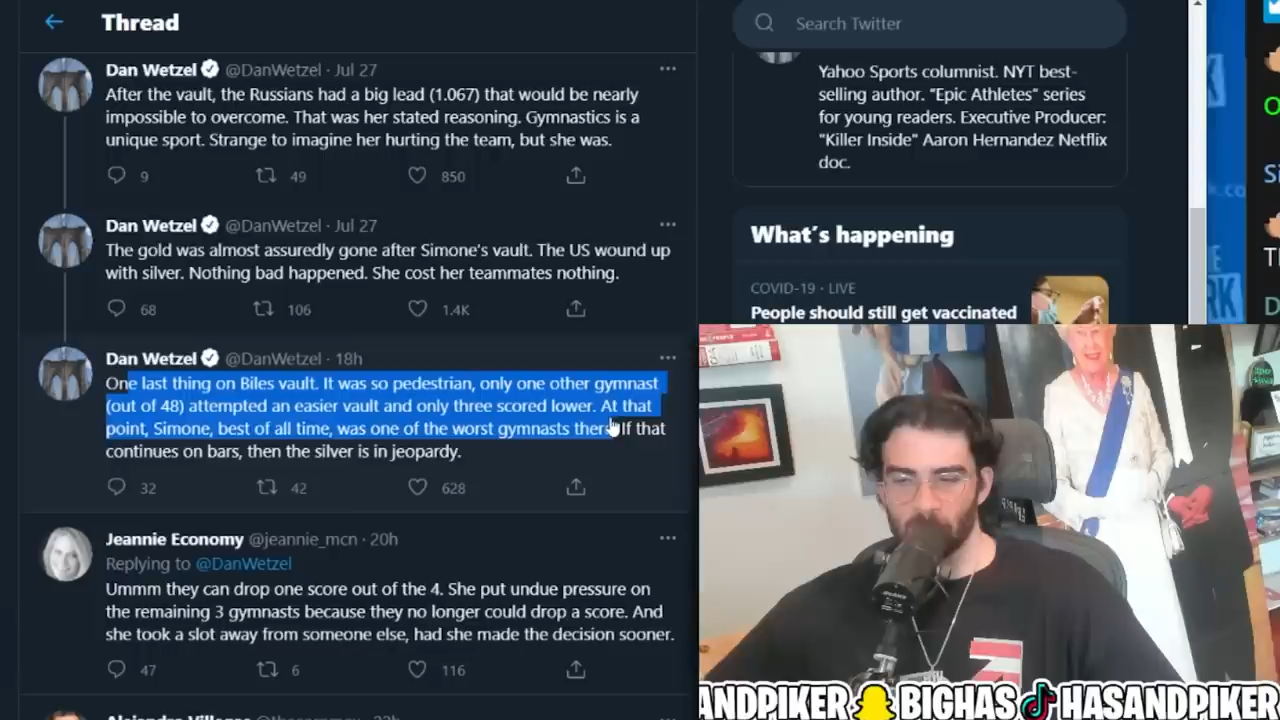 Thread
Search Twitter
Dan Wetzel @DanWetzel · Jul 27
After the vault, the Russians had a big lead (1.067) that would be nearly
impossible to overcome. That was her stated reasoning. Gymnastics is a
unique sport. Strange to imagine her hurting the team, but she was.
9 49 850
Dan Wetzel @DanWetzel · Jul 27
The gold was almost assuredly gone after Simone's vault. The US wound up
with silver. Nothing bad happened. She cost her teammates nothing.
68 106 1.4K
Dan Wetzel @DanWetzel · 18h
One last thing on Biles vault. It was so pedestrian, only one other gymnast
(out of 48) attempted an easier vault and only three scored lower. At that
point, Simone, best of all time, was one of the worst gymnasts there. If that
continues on bars, then the silver is in jeopardy.
32 42 628
Jeannie Economy @jeannie_mcn · 20h
Replying to @DanWetzel
Ummm they can drop one score out of the 4. She put undue pressure on
the remaining 3 gymnasts because they no longer could drop a score. And
she took a slot away from someone else, had she made the decision sooner.
47 6 116
Yahoo Sports columnist. NYT best-
selling author. "Epic Athletes" series
for young readers. Executive Producer:
"Killer Inside" Aaron Hernandez Netflix
doc.
What's happening
COVID-19 · LIVE
People should still get vaccinated
ANDPIKER BIGHAS HASANDPIKER